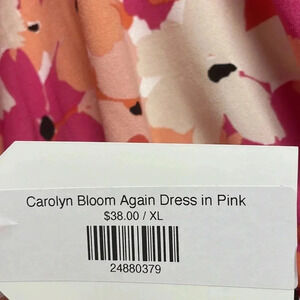 Carolyn Bloom Again Dress in Pink
$38.00 / XL
24880379